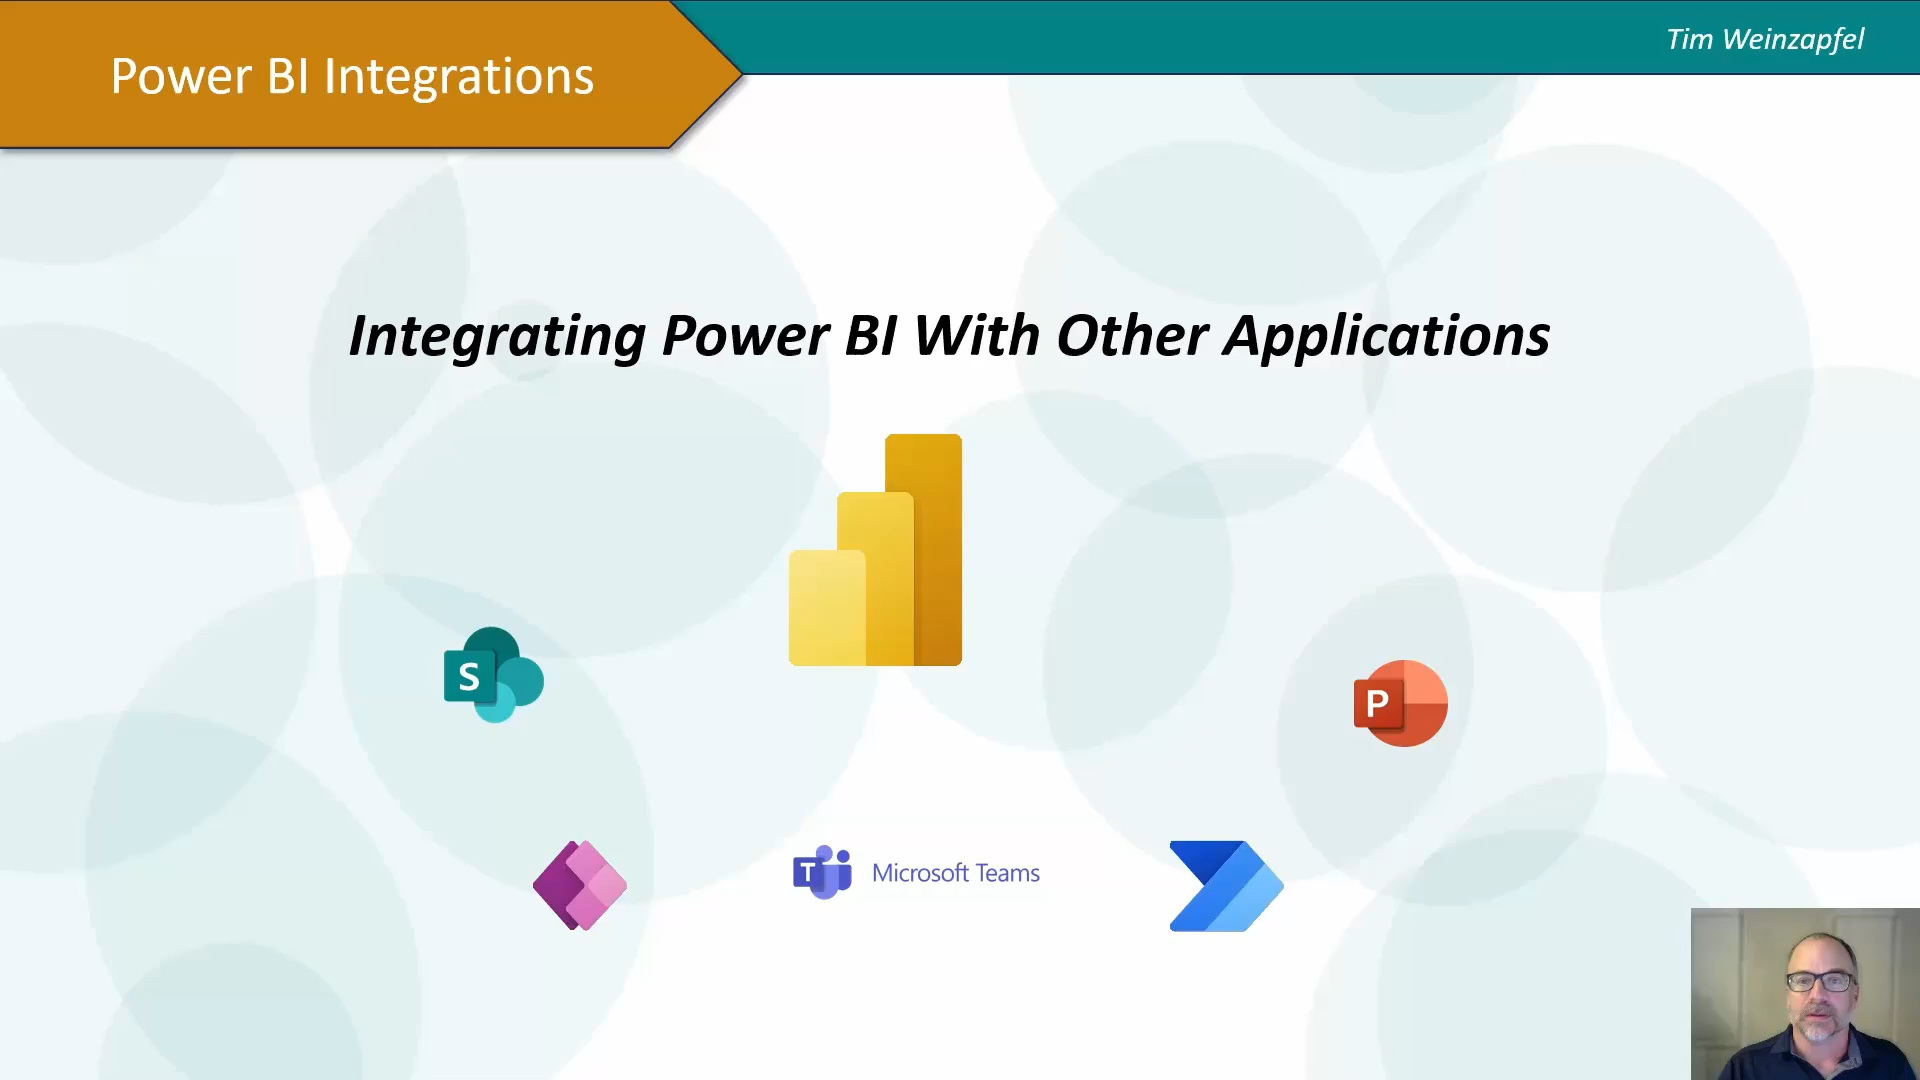 Power BI Integrations
Tim Weinzapfel
Integrating Power BI With Other Applications
S
P
T
Microsoft Teams